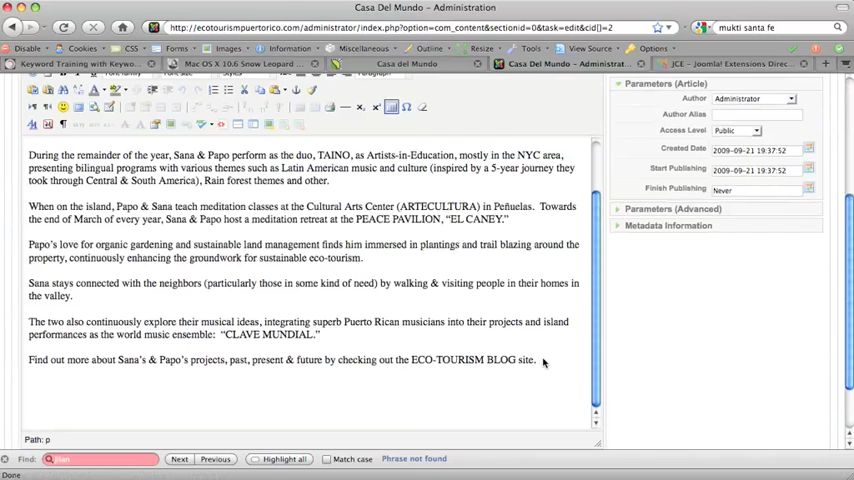 Casa Del Mundo - Administration
http://ecotourismpuertorico.com/administrator/index.php?option=com_content&sectionid=0&task=edit&cid[]=2
mukti santa fe
Disable Cookies CSS Forms Images Information Miscellaneous Outline Resize Tools View Source Options
Keyword Training with Keywo... Mac OS X 10.6 Snow Leopard Casa del Mundo Casa Del Mundo - Administrat... JCE - Joomla! Extensions Direc...
During the remainder of the year, Sana & Papo perform as the duo, TAINO, as Artists-in-Education, mostly in the NYC area,
presenting bilingual programs with various themes such as Latin American music and culture (inspired by a 5-year journey they
took through Central & South America), Rain forest themes and others.
When on the island, Papo & Sana teach meditation classes at the Cultural Arts Center (ARTECULTURA) in Peñuelas. Towards
the end of March of every year, Sana & Papo host a meditation retreat at the PEACE PAVILION, “EL CANEY.”
Papo’s love for organic gardening and sustainable land management finds him immersed in plantings and trail blazing around the
property, continuously enhancing the groundwork for sustainable eco-tourism.
Sana stays connected with the neighbors (particularly those in some kind of need) by walking & visiting people in their homes in
the valley.
The two also continuously explore their musical ideas, integrating superb Puerto Rican musicians into their projects and island
performances as the world music ensemble: “CLAVE MUNDIAL.”
Find out more about Sana’s & Papo’s projects, past, present & future by checking out the ECO-TOURISM BLOG site.
Path: p
Parameters (Article)
Author Administrator
Author Alias
Access Level Public
Created Date 2009-09-21 19:37:52
Start Publishing 2009-09-21 19:37:52
Finish Publishing Never
Parameters (Advanced)
Metadata Information
Find: Next Previous Highlight all Match case Phrase not found
Done